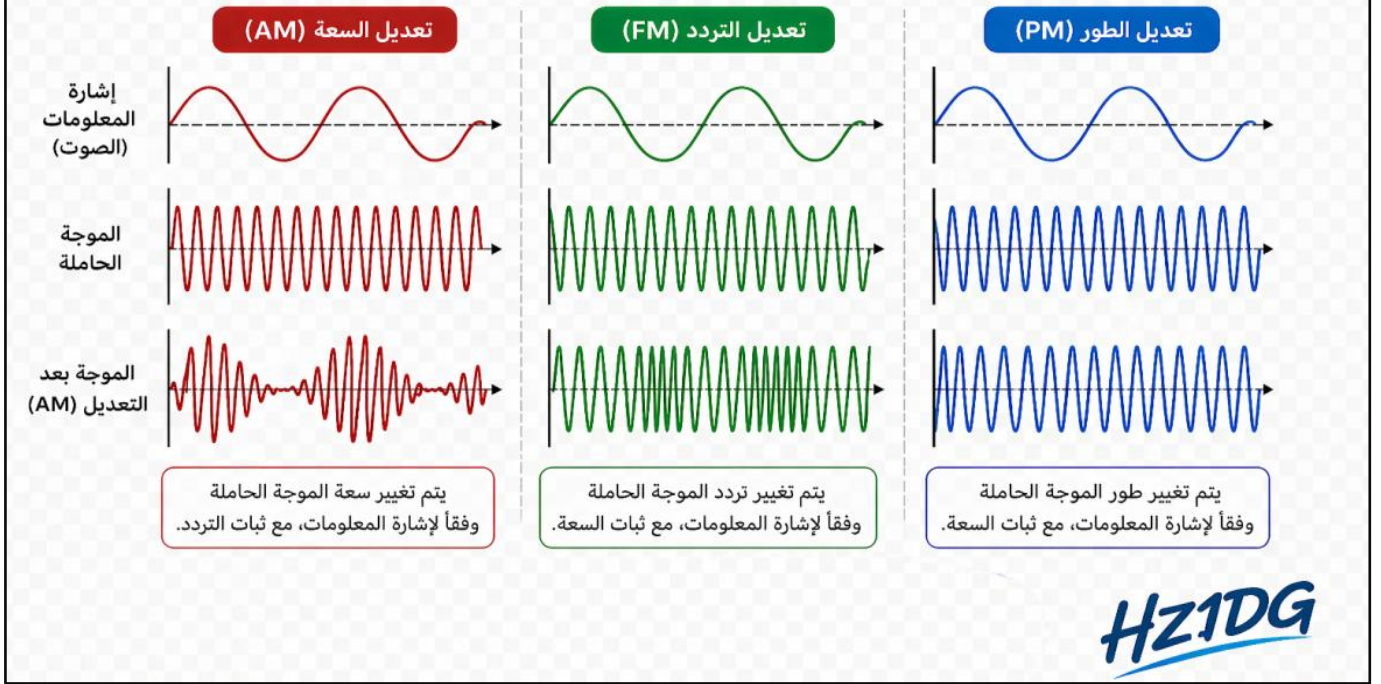 تعديل السعة (AM)
تعديل التردد (FM)
تعديل الطور (PM)
إشارة
المعلومات
(الصوت)
الموجة
الحاملة
الموجة بعد
التعديل (AM)
يتم تغيير سعة الموجة الحاملة
وفقاً لإشارة المعلومات، مع ثبات التردد.
يتم تغيير تردد الموجة الحاملة
وفقاً لإشارة المعلومات، مع ثبات السعة.
يتم تغيير طور الموجة الحاملة
وفقاً لإشارة المعلومات، مع ثبات السعة.
HZ1DG